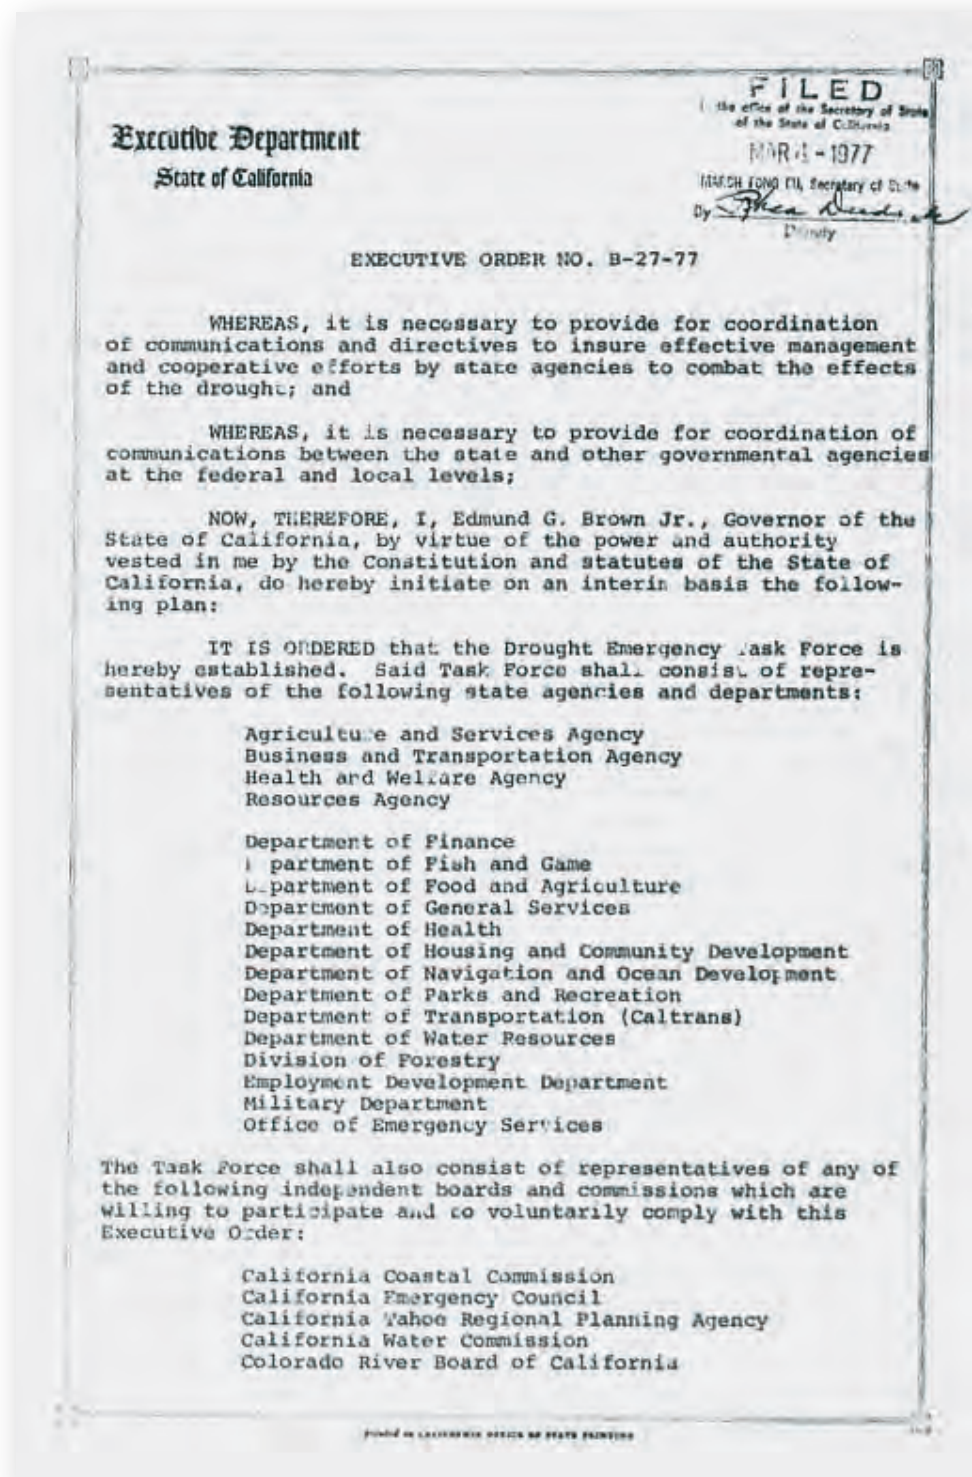 FILED
the office of the Secretary of State
of the State of California
MAR 4 - 1977
MARCH FONG EU, Secretary of State
By
Deputy
Executive Department
State of California
EXECUTIVE ORDER NO. B-27-77
WHEREAS, it is necessary to provide for coordination
of communications and directives to insure effective management
and cooperative efforts by state agencies to combat the effects
of the drought; and
WHEREAS, it is necessary to provide for coordination of
communications between the state and other governmental agencies
at the federal and local levels;
NOW, THEREFORE, I, Edmund G. Brown Jr., Governor of the
State of California, by virtue of the power and authority
vested in me by the Constitution and statutes of the State of
California, do hereby initiate on an interim basis the follow-
ing plan:
IT IS ORDERED that the Drought Emergency Task Force is
hereby established. Said Task Force shall consist of repre-
sentatives of the following state agencies and departments:
Agriculture and Services Agency
Business and Transportation Agency
Health and Welfare Agency
Resources Agency
Department of Finance
Department of Fish and Game
Department of Food and Agriculture
Department of General Services
Department of Health
Department of Housing and Community Development
Department of Navigation and Ocean Development
Department of Parks and Recreation
Department of Transportation (Caltrans)
Department of Water Resources
Division of Forestry
Employment Development Department
Military Department
Office of Emergency Services
The Task Force shall also consist of representatives of any of
the following independent boards and commissions which are
willing to participate and to voluntarily comply with this
Executive Order:
California Coastal Commission
California Emergency Council
California Tahoe Regional Planning Agency
California Water Commission
Colorado River Board of California
Printed in CALIFORNIA OFFICE OF STATE PRINTING